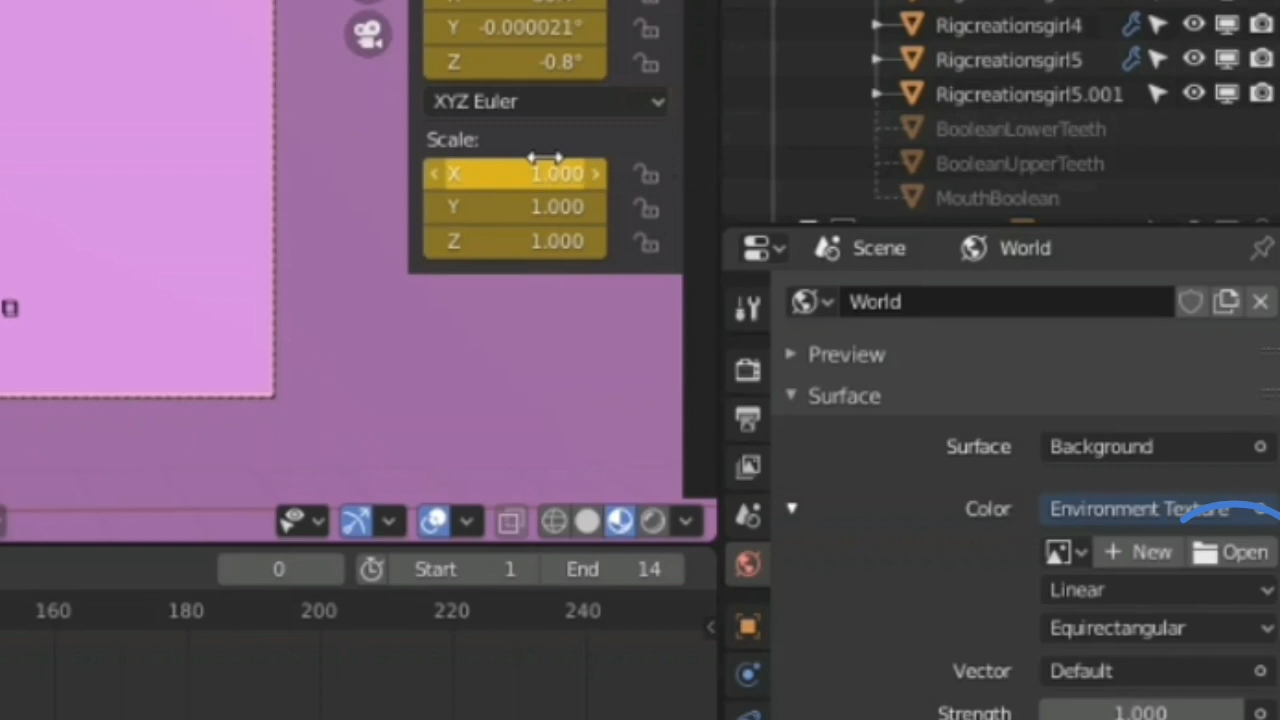 Y -0.000021°
Z -0.8°
XYZ Euler
Scale:
X 1.000
Y 1.000
Z 1.000
Rigcreationsgirl4
Rigcreationsgirl5
Rigcreationsgirl5.001
BooleanLowerTeeth
BooleanUpperTeeth
MouthBoolean
Scene World
World
Preview
Surface
Surface Background
Color Environment Texture
+ New Open
Linear
Equirectangular
Vector Default
Strength 1.000
0 Start 1 End 14
160 180 200 220 240